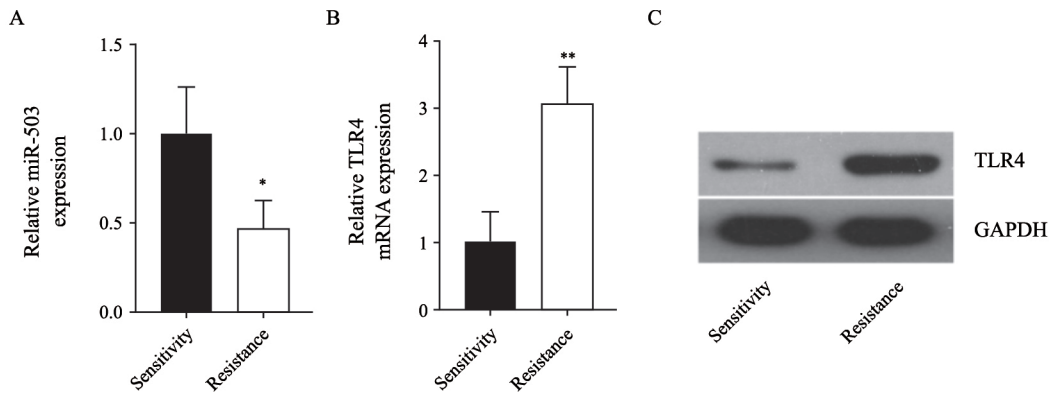 A
Relative miR-503
expression
1.5
1.0
0.5
0.0
*
Sensitivity
Resistance
B
Relative TLR4
mRNA expression
4
3
2
1
0
**
Sensitivity
Resistance
C
TLR4
GAPDH
Sensitivity
Resistance